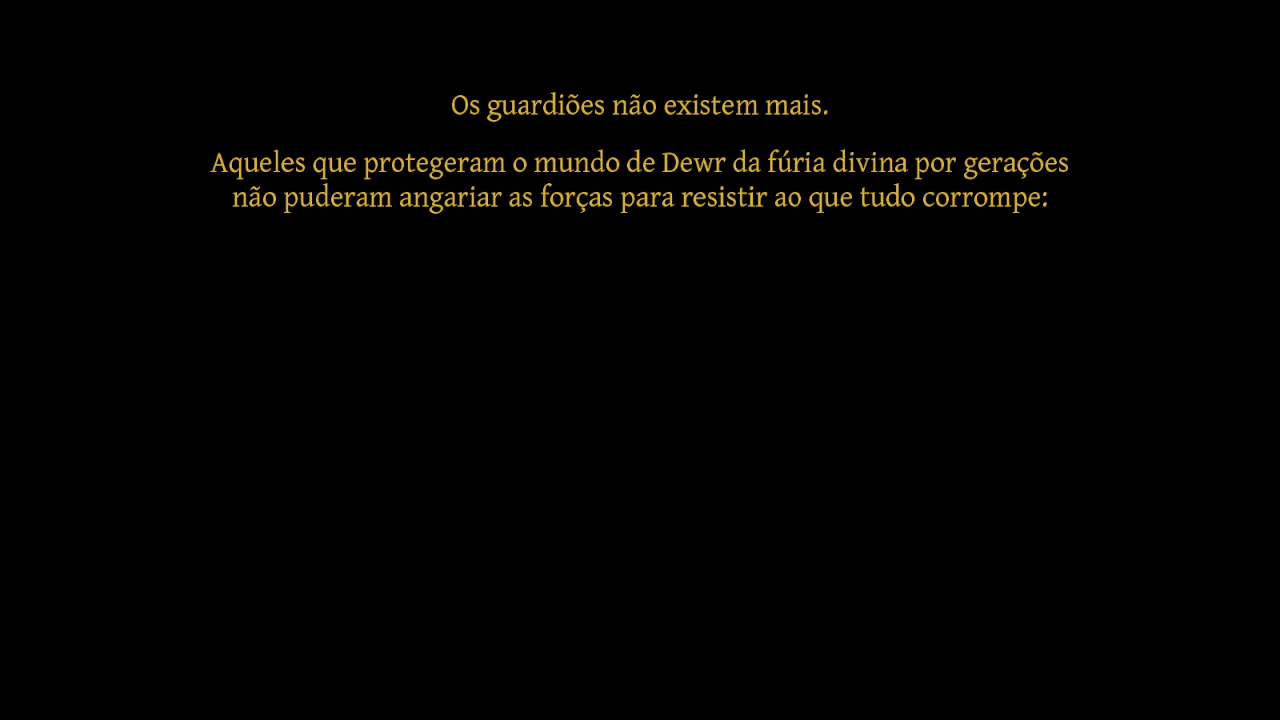 Os guardiões não existem mais.
Aqueles que protegeram o mundo de Dewr da fúria divina por gerações
não puderam angariar as forças para resistir ao que tudo corrompe: